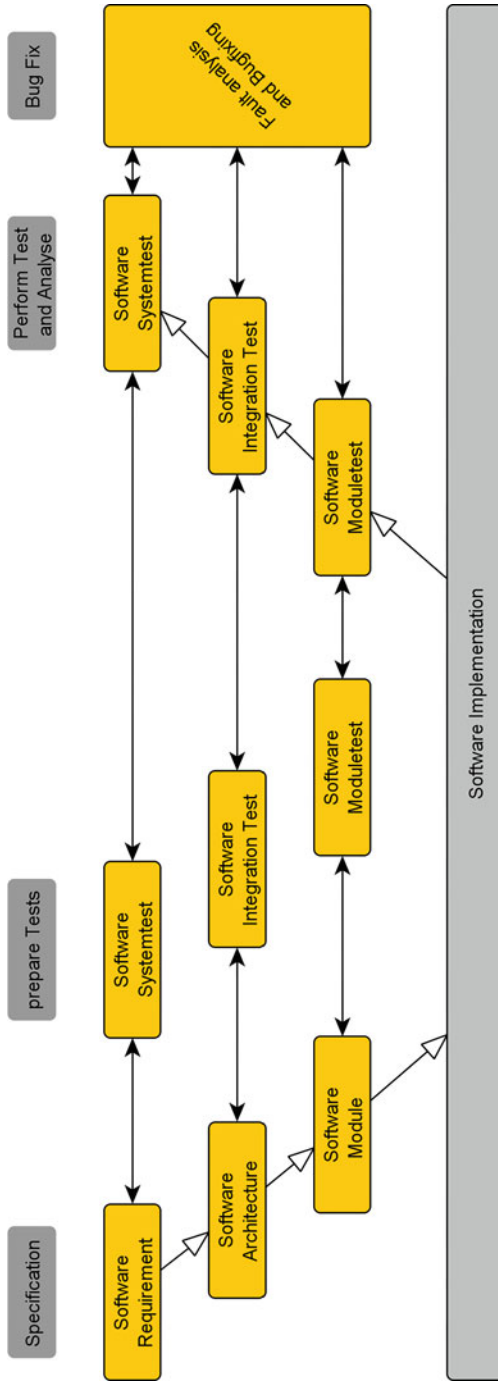 Specification
prepare Tests
Perform Test
and Analyse
Bug Fix
Software
Requirement
Software
Systemtest
Software
Systemtest
Fault analysis
and Bugfixing
Software
Architecture
Software
Integration Test
Software
Integration Test
Software
Module
Software
Moduletest
Software
Moduletest
Software Implementation